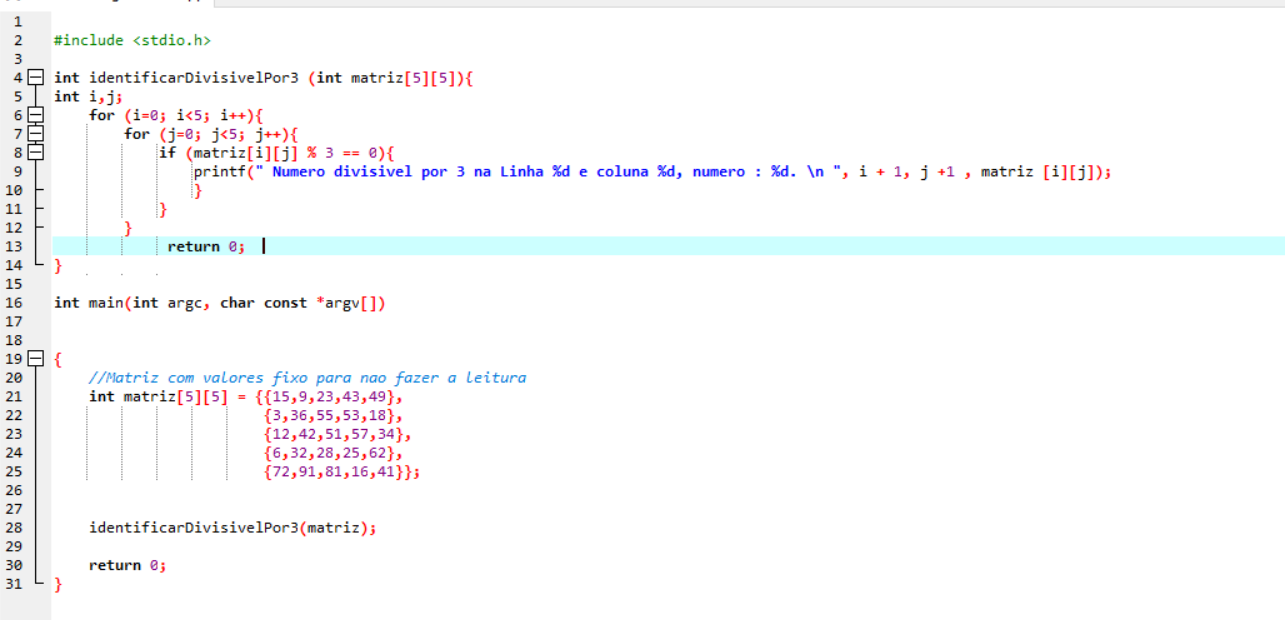 1
2 #include <stdio.h>
3
4 int identificarDivisivelPor3 (int matriz[5][5]){
5 int i,j;
6 for (i=0; i<5; i++){
7 for (j=0; j<5; j++){
8 if (matriz[i][j] % 3 == 0){
9 printf(" Numero divisivel por 3 na Linha %d e coluna %d, numero : %d. \n ", i + 1, j +1 , matriz [i][j]);
10 }
11 }
12 }
13 return 0;
14 }
15
16 int main(int argc, char const *argv[])
17
18
19 {
20 //Matriz com valores fixo para nao fazer a leitura
21 int matriz[5][5] = {{15,9,23,43,49},
22 {3,36,55,53,18},
23 {12,42,51,57,34},
24 {6,32,28,25,62},
25 {72,91,81,16,41}};
26
27
28 identificarDivisivelPor3(matriz);
29
30 return 0;
31 }